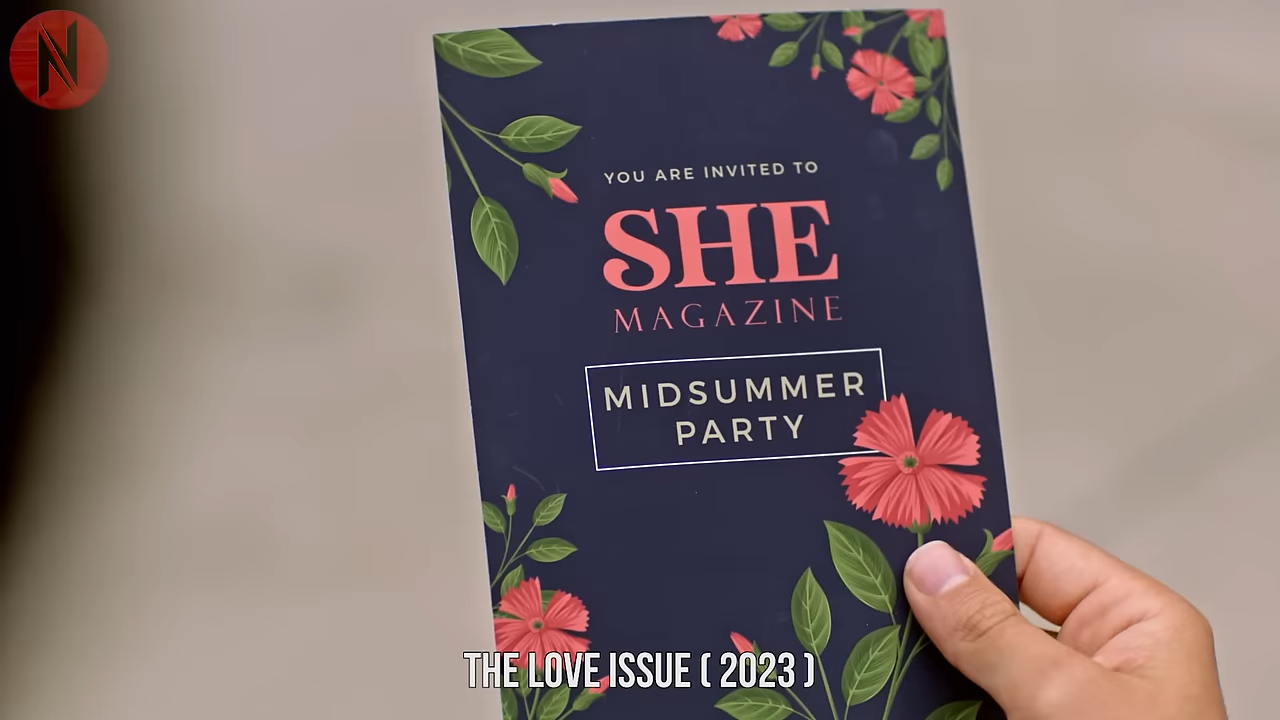 N
YOU ARE INVITED TO
SHE
MAGAZINE
MIDSUMMER
PARTY
THE LOVE ISSUE ( 2023 )